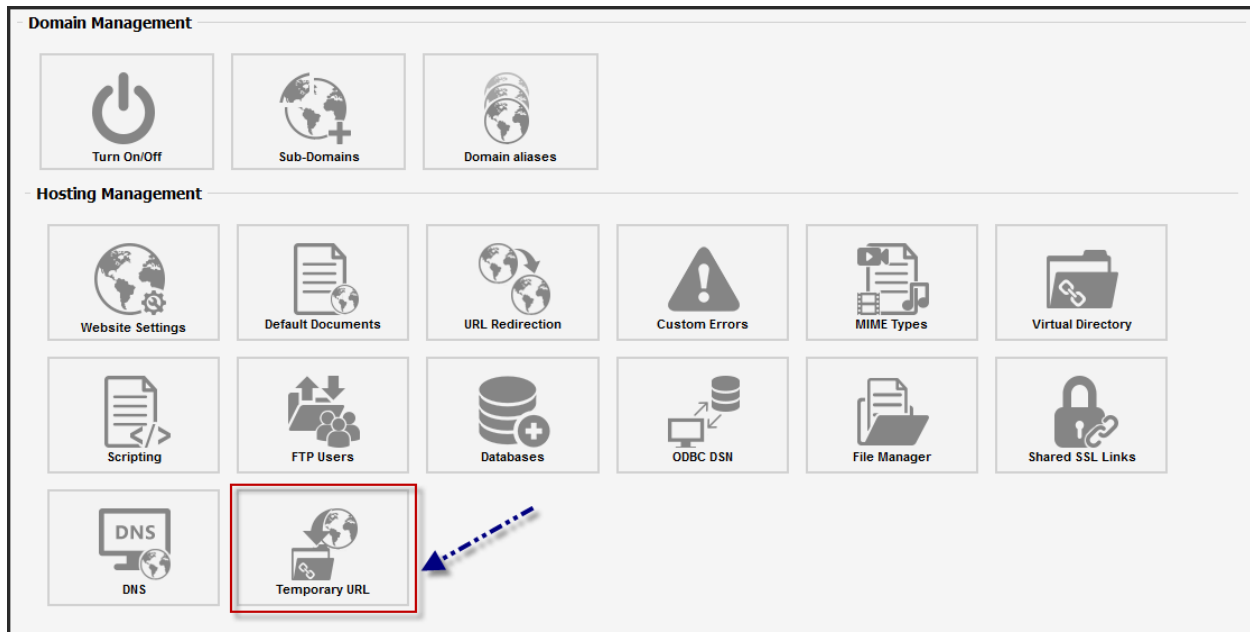 Domain Management
Turn On/Off
Sub-Domains
Domain aliases
Hosting Management
Website Settings
Default Documents
URL Redirection
Custom Errors
MIME Types
Virtual Directory
</>
Scripting
FTP Users
Databases
ODBC DSN
File Manager
Shared SSL Links
DNS
DNS
Temporary URL